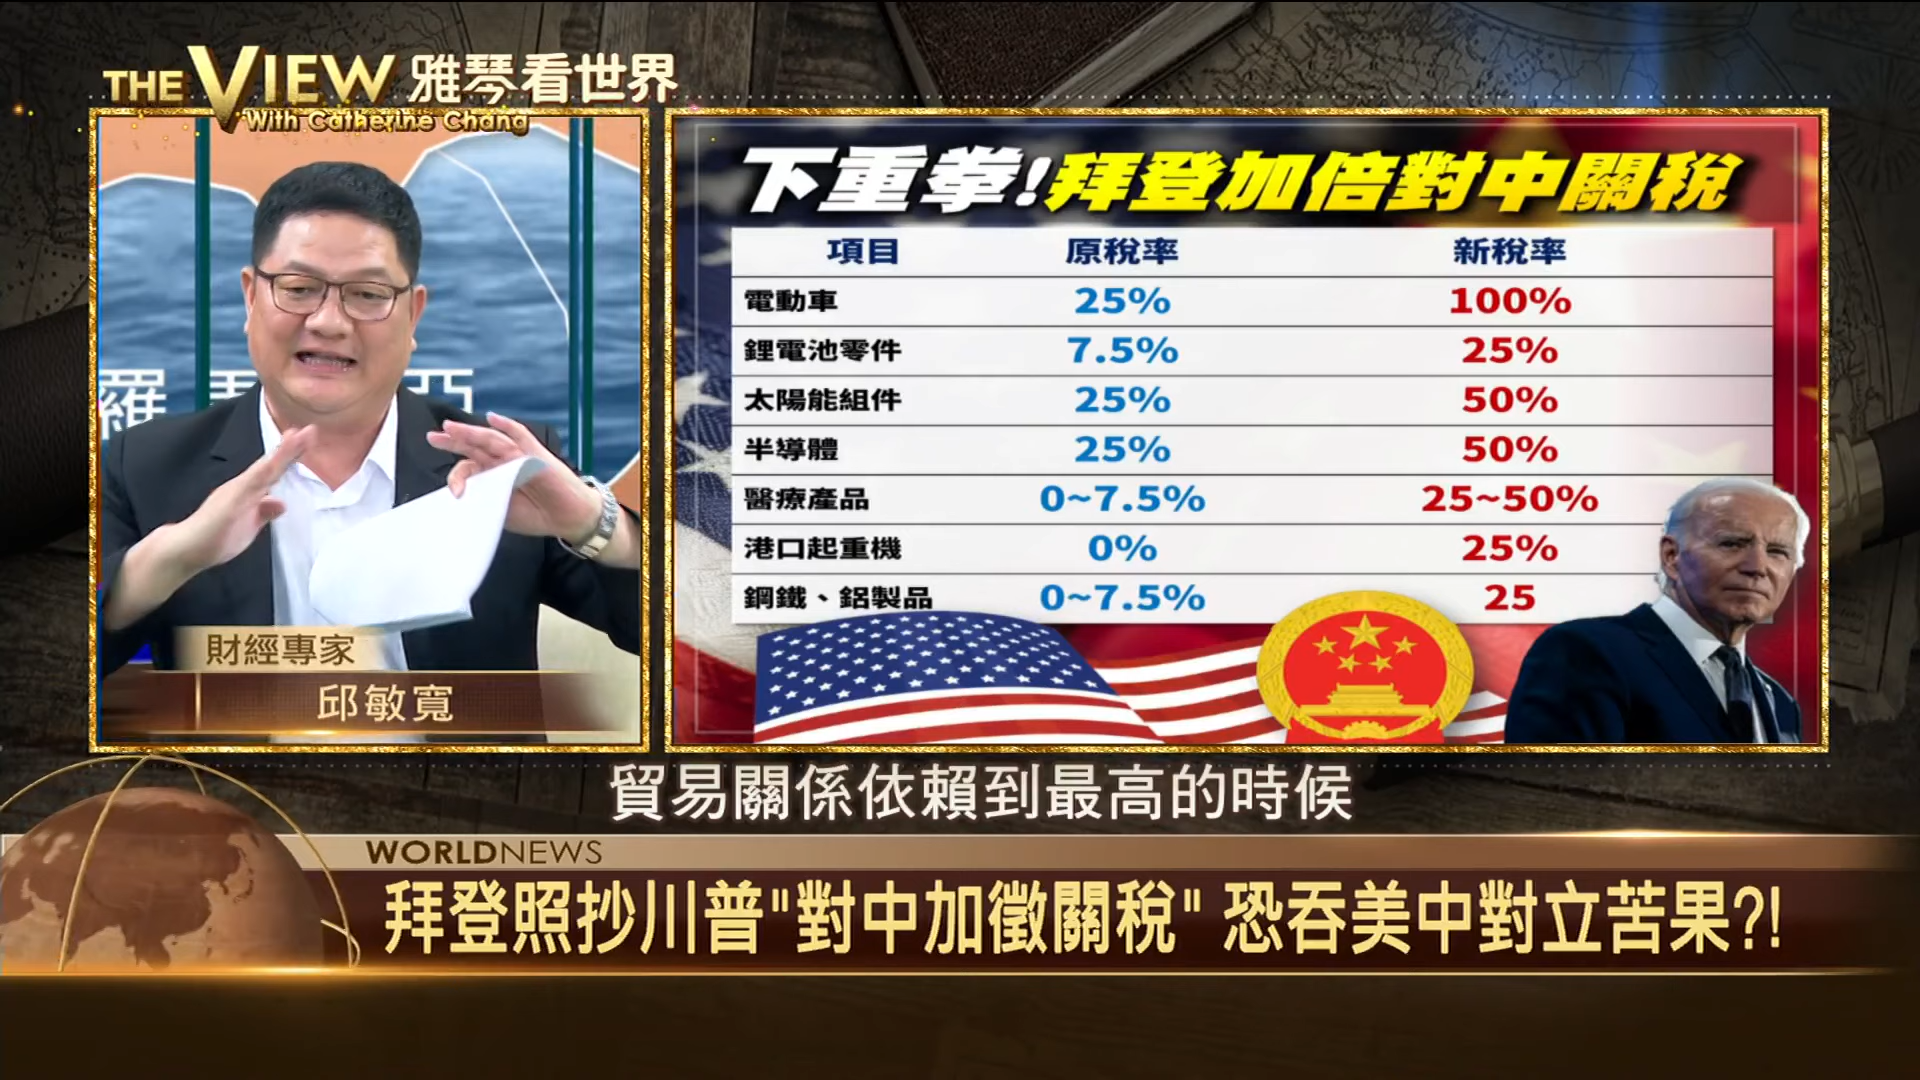 THE VIEW 雅琴看世界
With Catherine Chang
下重拳!拜登加倍對中關稅
項目 原稅率 新稅率
電動車 25% 100%
鋰電池零件 7.5% 25%
太陽能組件 25% 50%
半導體 25% 50%
醫療產品 0~7.5% 25~50%
港口起重機 0% 25%
鋼鐵、鋁製品 0~7.5% 25
羅 亞
財經專家
邱敏寬
貿易關係依賴到最高的時候
WORLDNEWS
拜登照抄川普"對中加徵關稅" 恐吞美中對立苦果?!